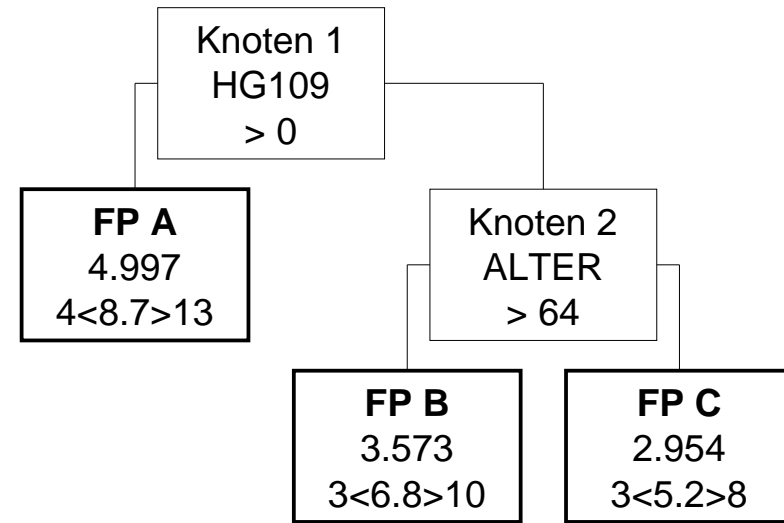 Knoten 1
HG109
> 0
FP A
4.997
4<8.7>13
Knoten 2
ALTER
> 64
FP B
3.573
3<6.8>10
FP C
2.954
3<5.2>8